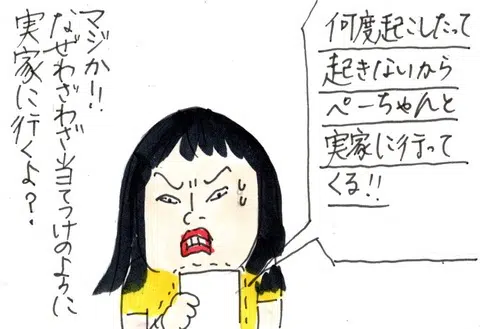 何度起こしたって
起きないから
ぺーちゃんと
実家に行って
くる!!
マジかー!!
なぜわざわざ当てつけのように
実家に行くよ?